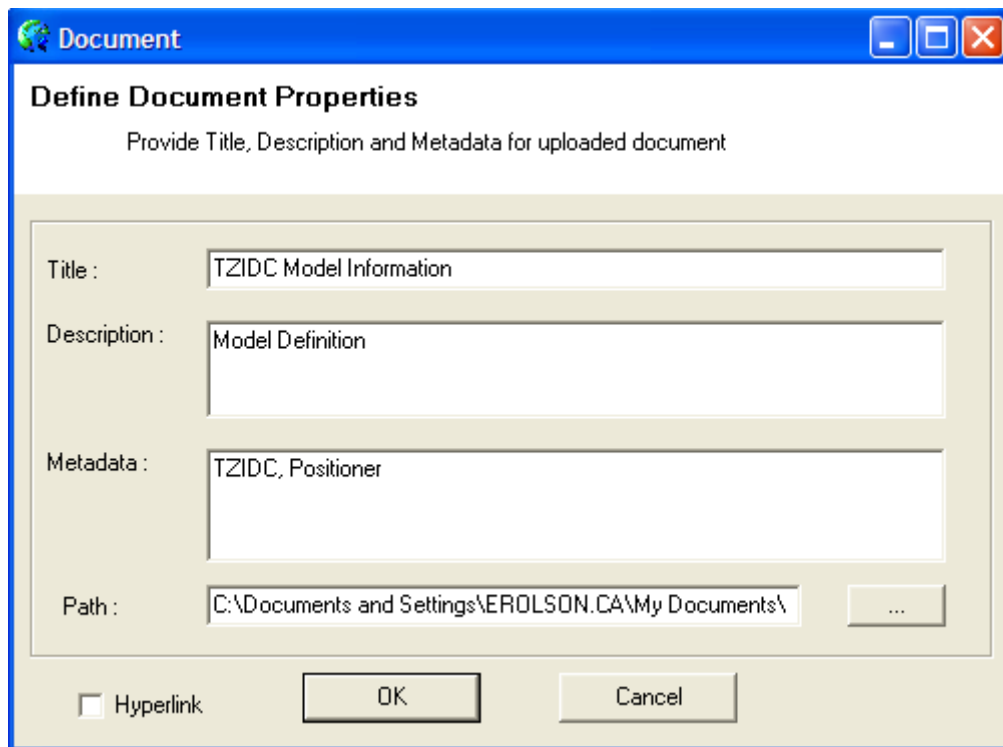 Document
Define Document Properties
Provide Title, Description and Metadata for uploaded document
Title : TZIDC Model Information
Description : Model Definition
Metadata : TZIDC, Positioner
Path : C:\Documents and Settings\EROLSON.CA\My Documents\ ...
Hyperlink OK Cancel